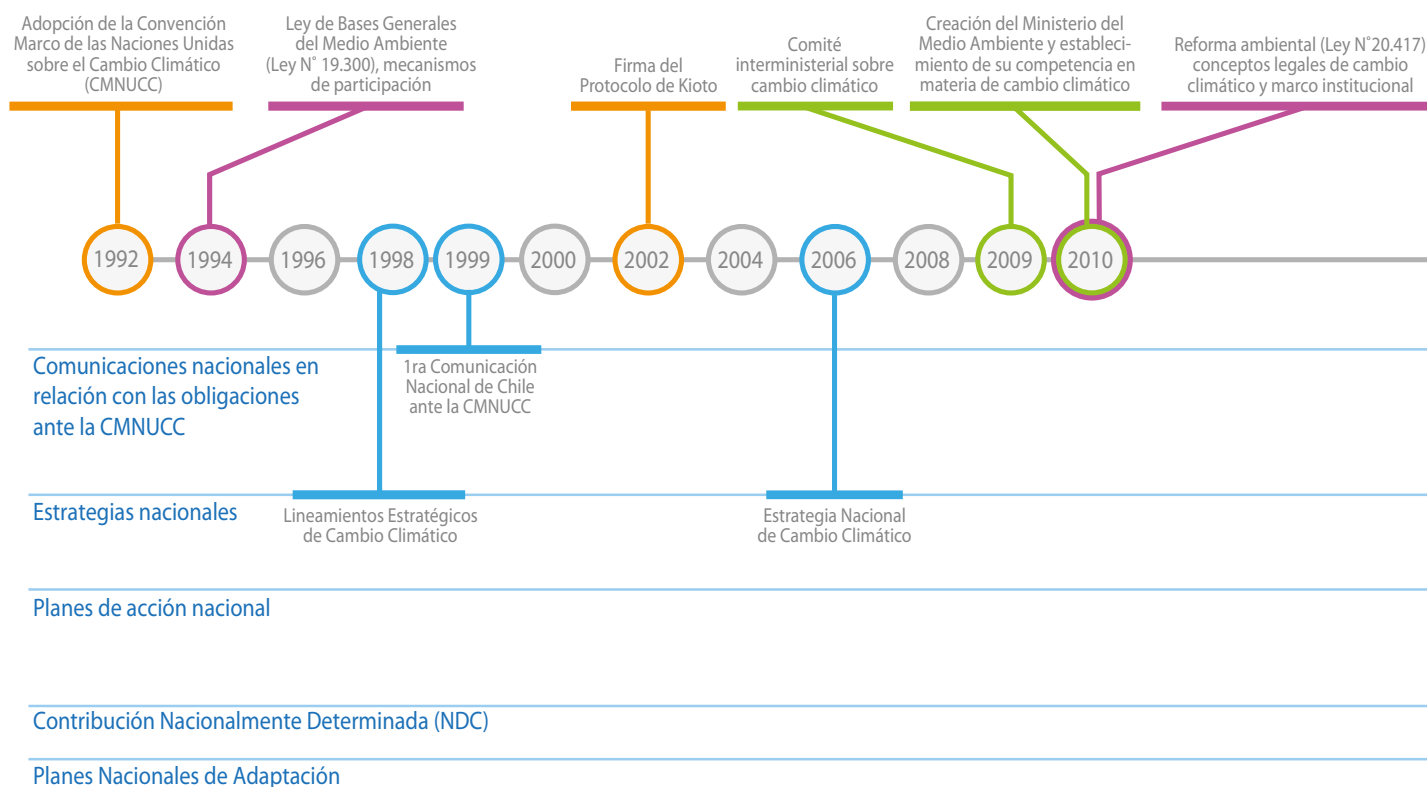 Adopción de la Convención
Marco de las Naciones Unidas
sobre el Cambio Climático
(CMNUCC)
Ley de Bases Generales
del Medio Ambiente
(Ley N° 19.300), mecanismos
de participación
Firma del
Protocolo de Kioto
Comité
interministerial sobre
cambio climático
Creación del Ministerio del
Medio Ambiente y estableci-
miento de su competencia en
materia de cambio climático
Reforma ambiental (Ley N°20.417)
conceptos legales de cambio
climático y marco institucional
1992
1994
1996
1998
1999
2000
2002
2004
2006
2008
2009
2010
Comunicaciones nacionales en
relación con las obligaciones
ante la CMNUCC
1ra Comunicación
Nacional de Chile
ante la CMNUCC
Estrategias nacionales
Lineamientos Estratégicos
de Cambio Climático
Estrategia Nacional
de Cambio Climático
Planes de acción nacional
Contribución Nacionalmente Determinada (NDC)
Planes Nacionales de Adaptación